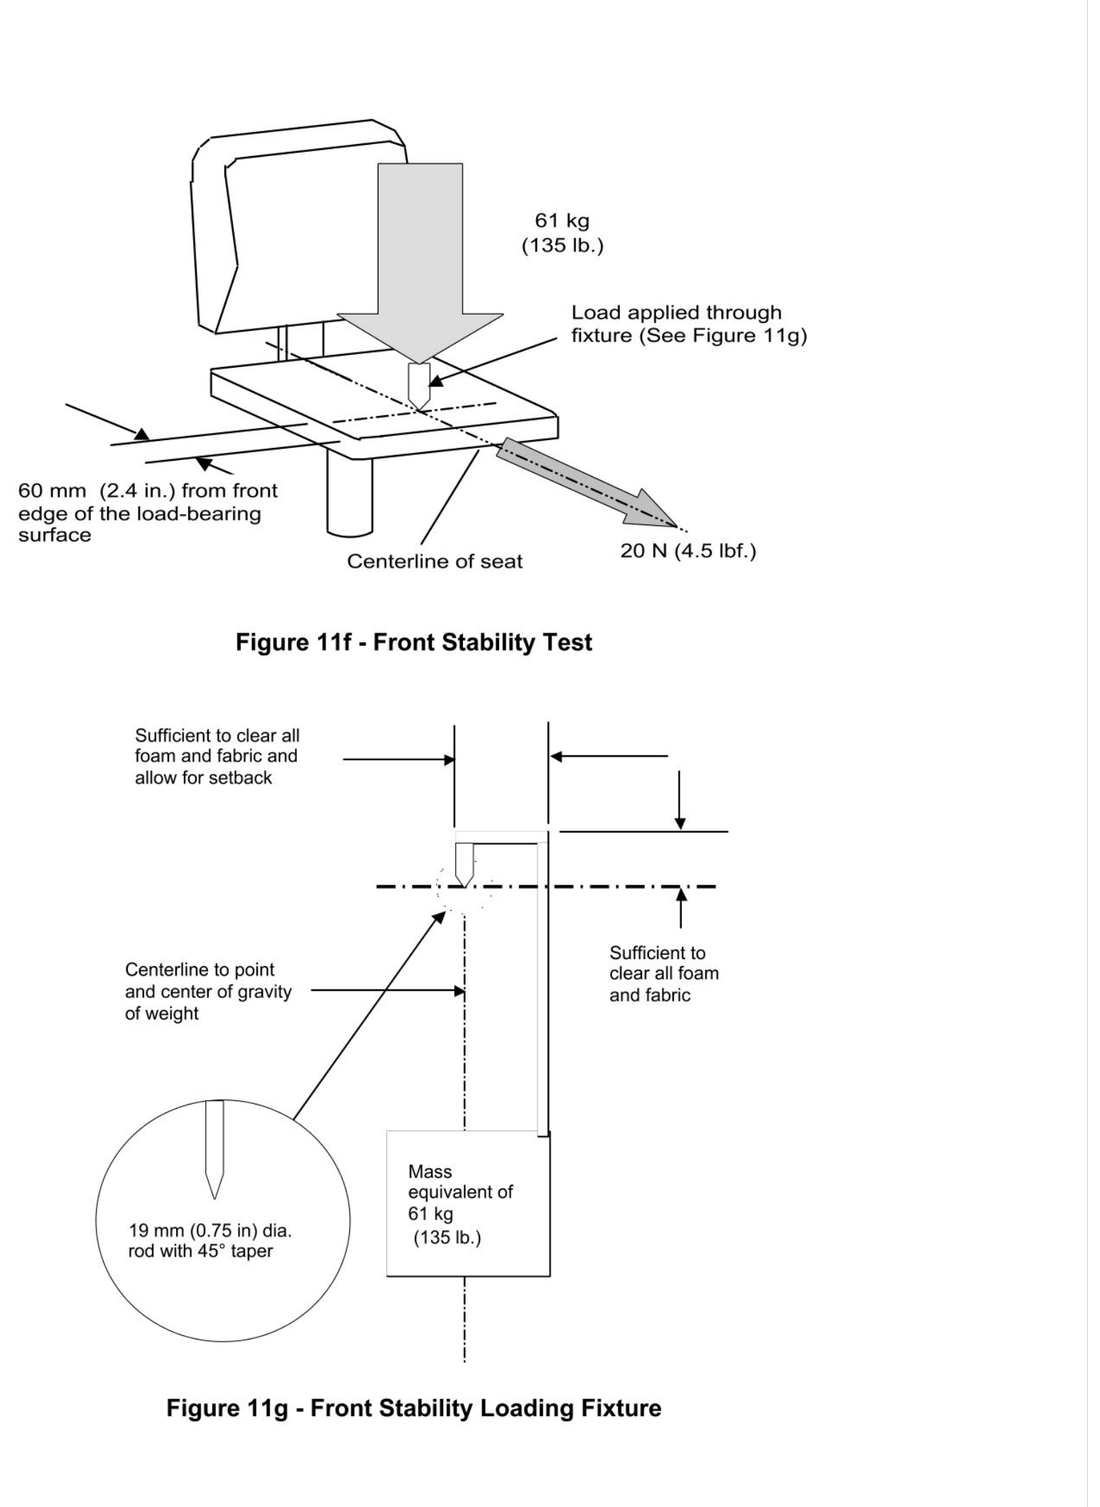 61 kg
(135 lb.)
Load applied through
fixture (See Figure 11g)
60 mm  (2.4 in.) from front
edge of the load-bearing
surface
Centerline of seat
20 N (4.5 lbf.)
Figure 11f - Front Stability Test
Sufficient to clear all
foam and fabric and
allow for setback
Sufficient to
clear all foam
and fabric
Centerline to point
and center of gravity
of weight
Mass
equivalent of
61 kg
(135 lb.)
19 mm (0.75 in) dia.
rod with 45° taper
Figure 11g - Front Stability Loading Fixture